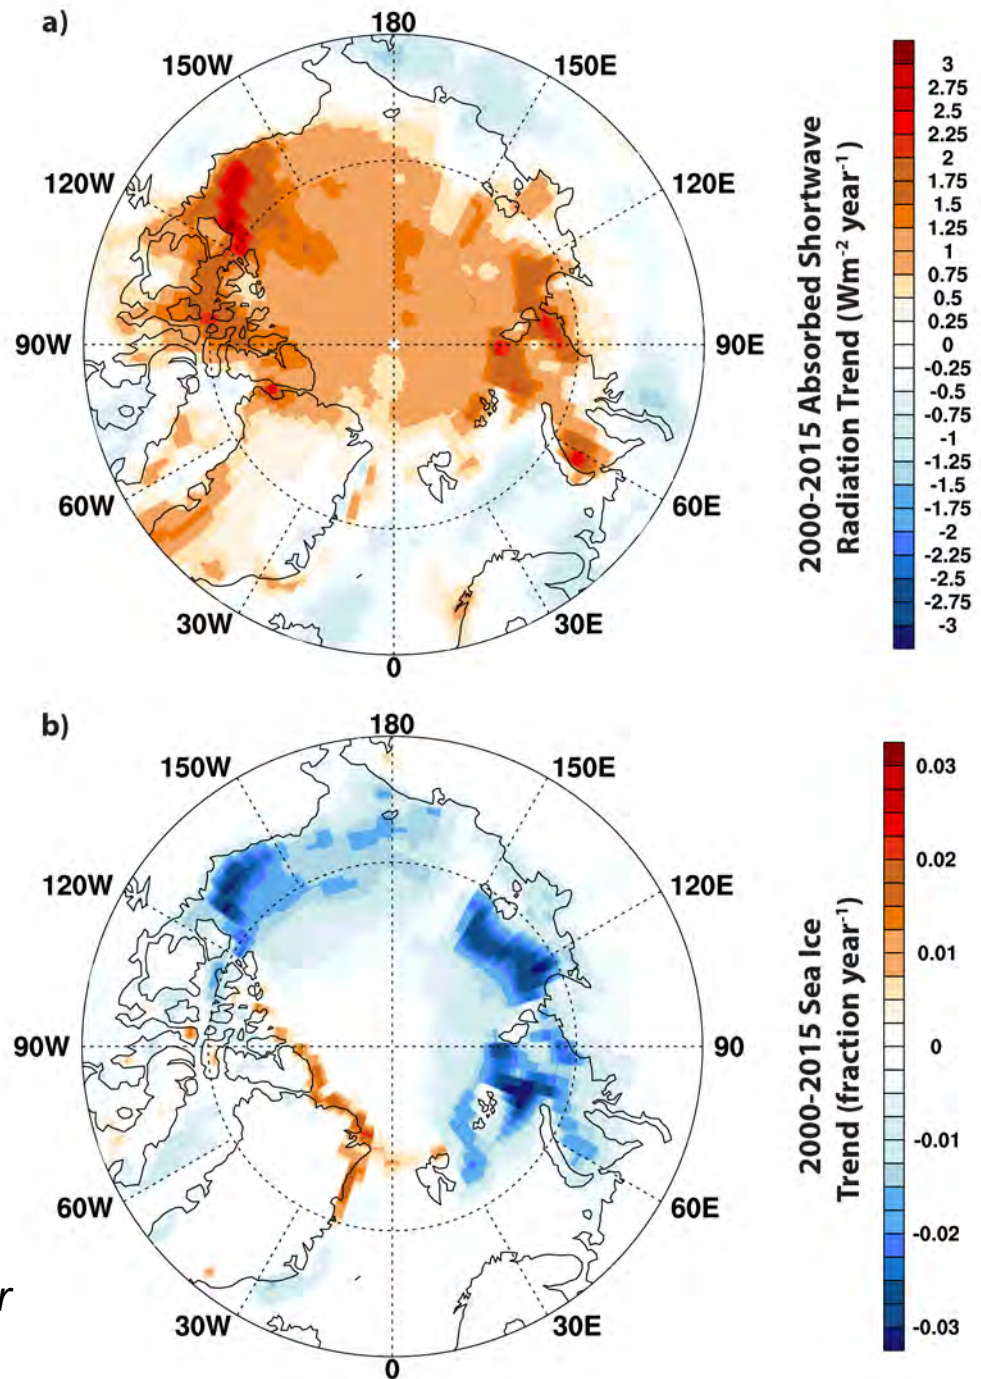 a)
180
150W
150E
120W
120E
90W
90E
60W
60E
30W
30E
0
2000-2015 Absorbed Shortwave
Radiation Trend (Wm⁻² year⁻¹)
3
2.75
2.5
2.25
2
1.75
1.5
1.25
1
0.75
0.5
0.25
0
-0.25
-0.5
-0.75
-1
-1.25
-1.5
-1.75
-2
-2.25
-2.5
-2.75
-3
b)
180
150W
150E
120W
120E
90W
90
60W
60E
30W
30E
0
2000-2015 Sea Ice
Trend (fraction year⁻¹)
0.03
0.02
0.01
0
-0.01
-0.02
-0.03
r